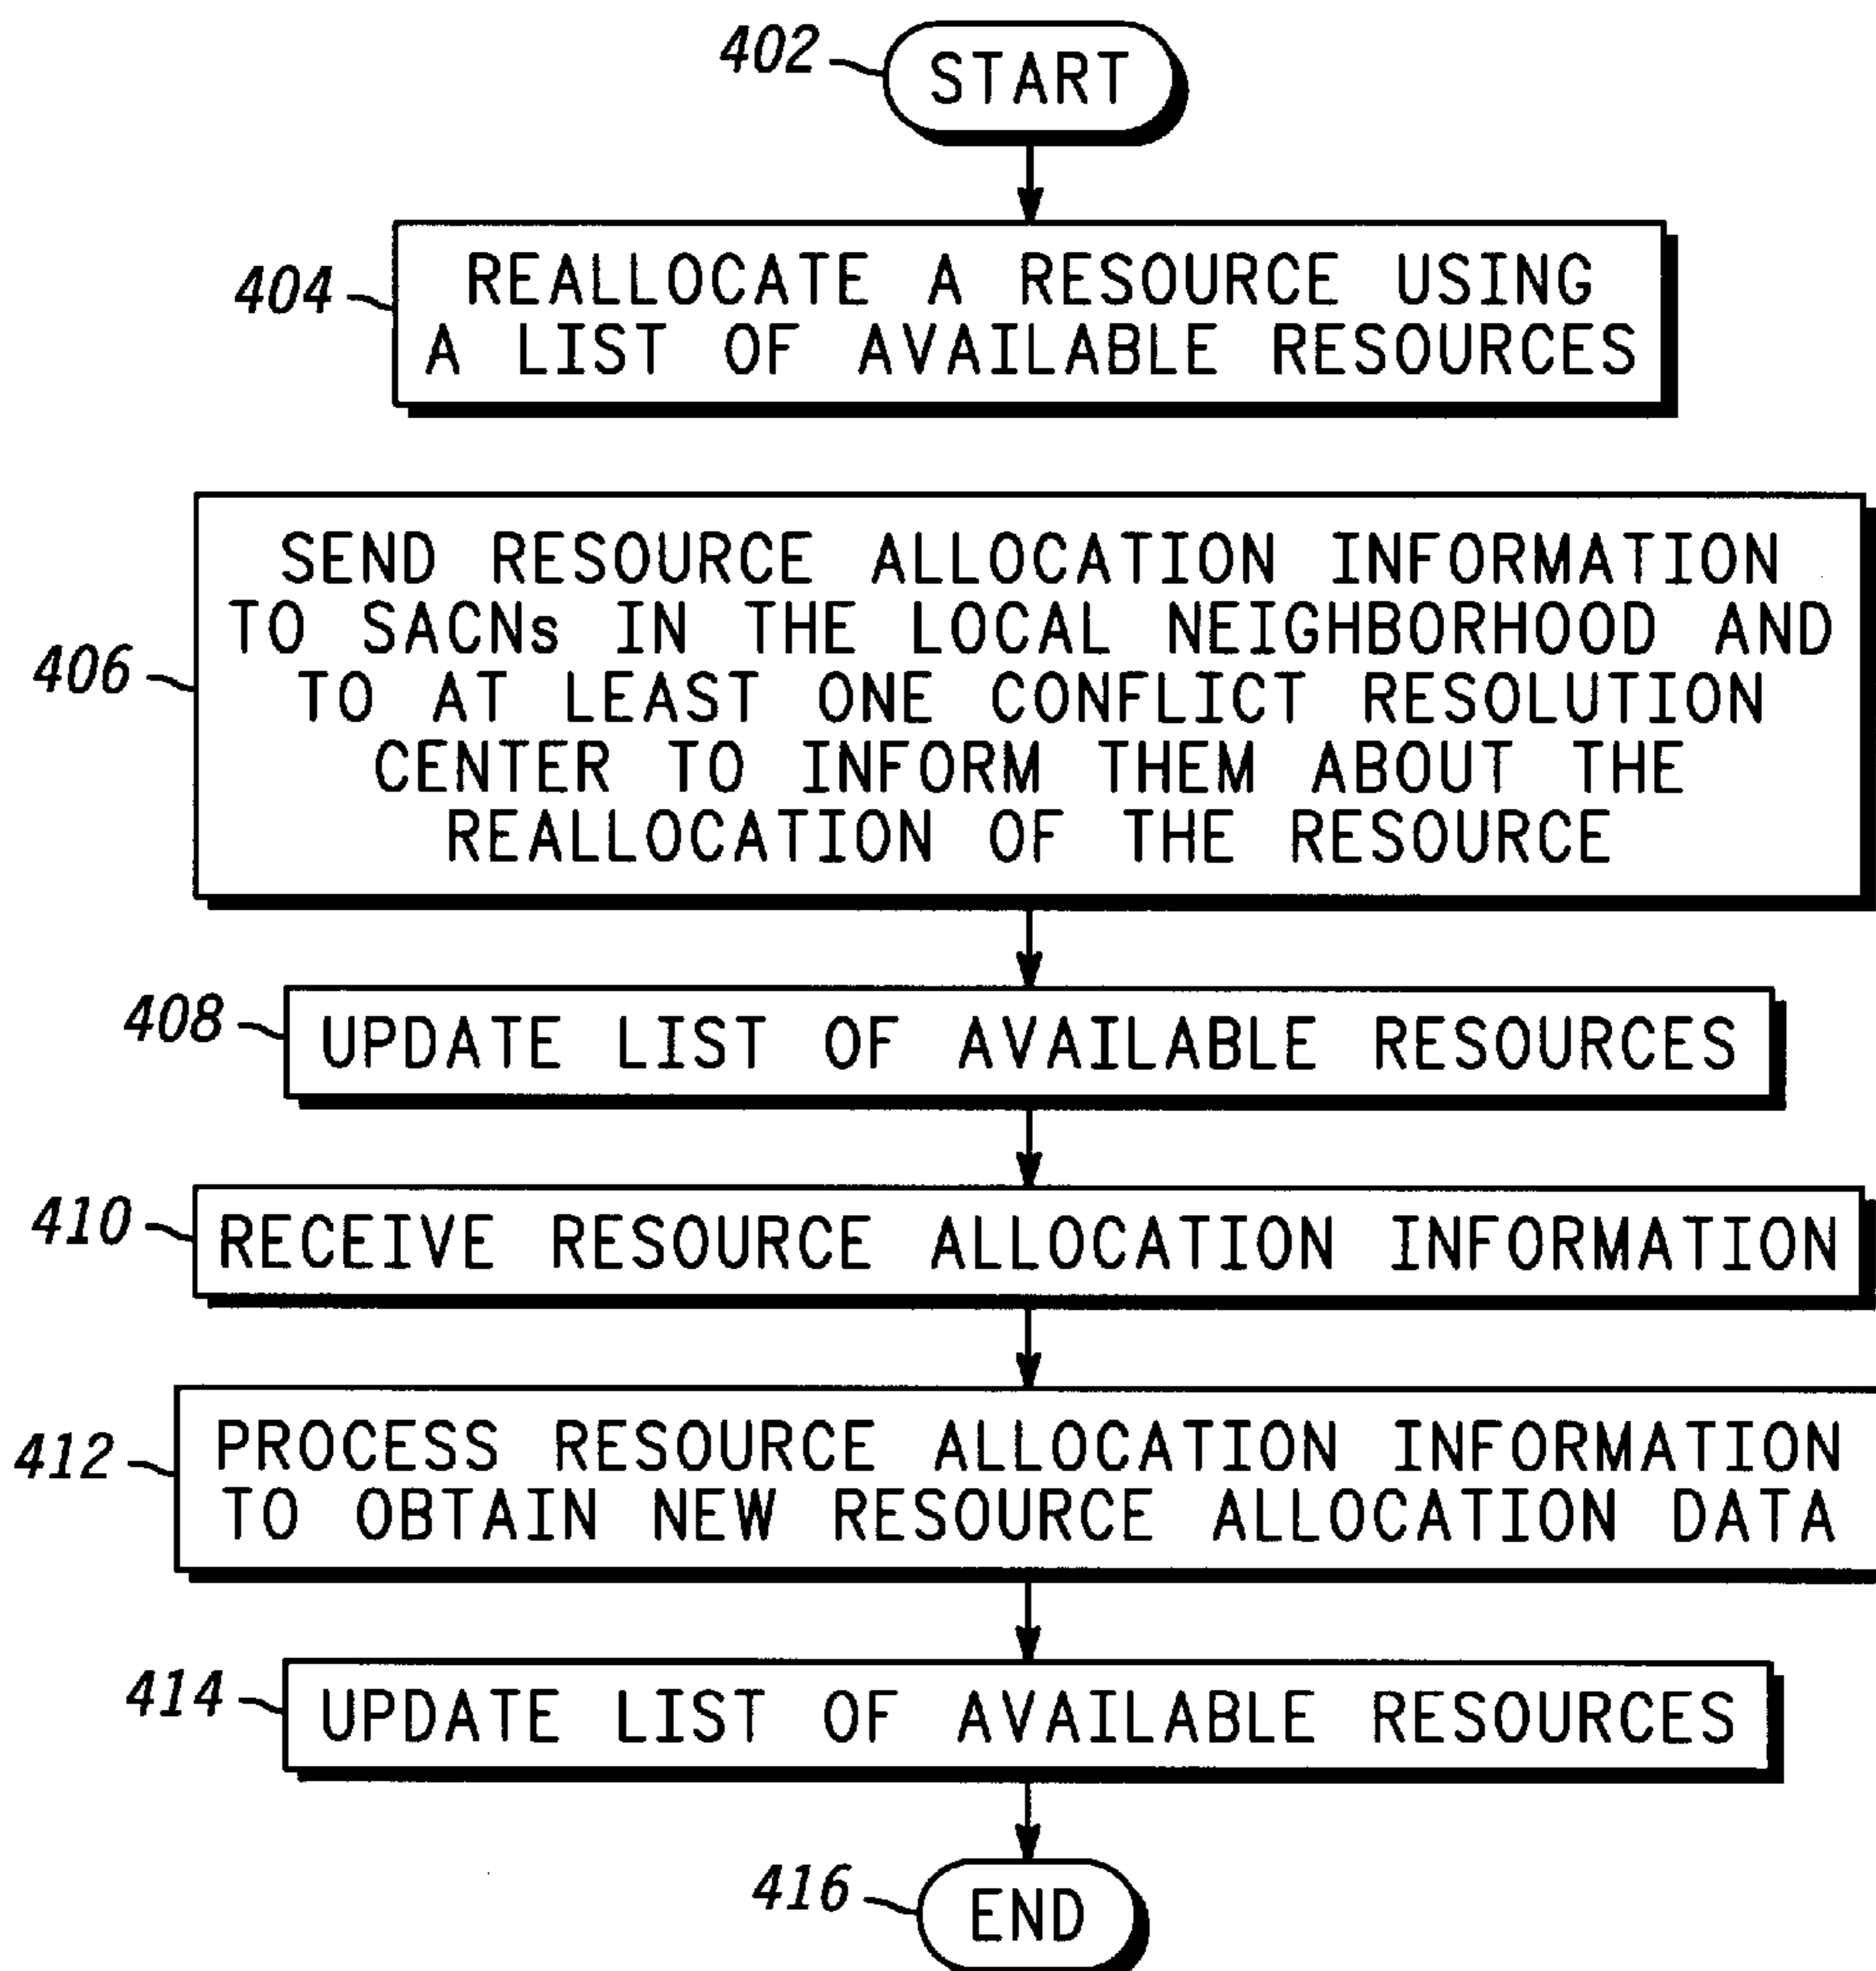 402
START
404
REALLOCATE A RESOURCE USING
A LIST OF AVAILABLE RESOURCES
406
SEND RESOURCE ALLOCATION INFORMATION
TO SACNs IN THE LOCAL NEIGHBORHOOD AND
TO AT LEAST ONE CONFLICT RESOLUTION
CENTER TO INFORM THEM ABOUT THE
REALLOCATION OF THE RESOURCE
408
UPDATE LIST OF AVAILABLE RESOURCES
410
RECEIVE RESOURCE ALLOCATION INFORMATION
412
PROCESS RESOURCE ALLOCATION INFORMATION
TO OBTAIN NEW RESOURCE ALLOCATION DATA
414
UPDATE LIST OF AVAILABLE RESOURCES
416
END